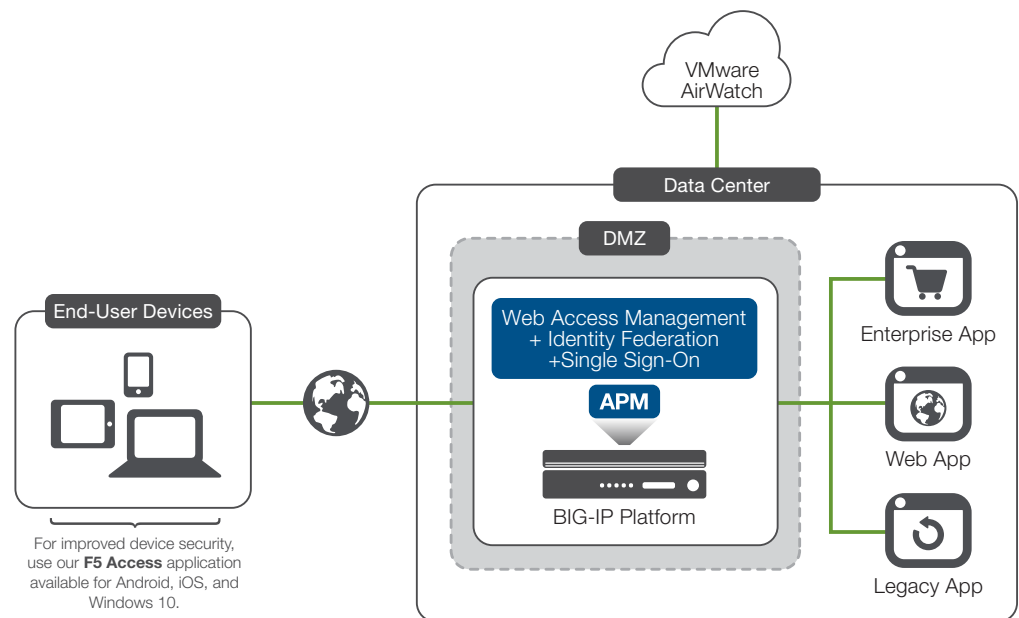 VMware
AirWatch
Data Center
DMZ
End-User Devices
Web Access Management
+ Identity Federation
+Single Sign-On
APM
BIG-IP Platform
Enterprise App
Web App
Legacy App
For improved device security,
use our F5 Access application
available for Android, iOS, and
Windows 10.